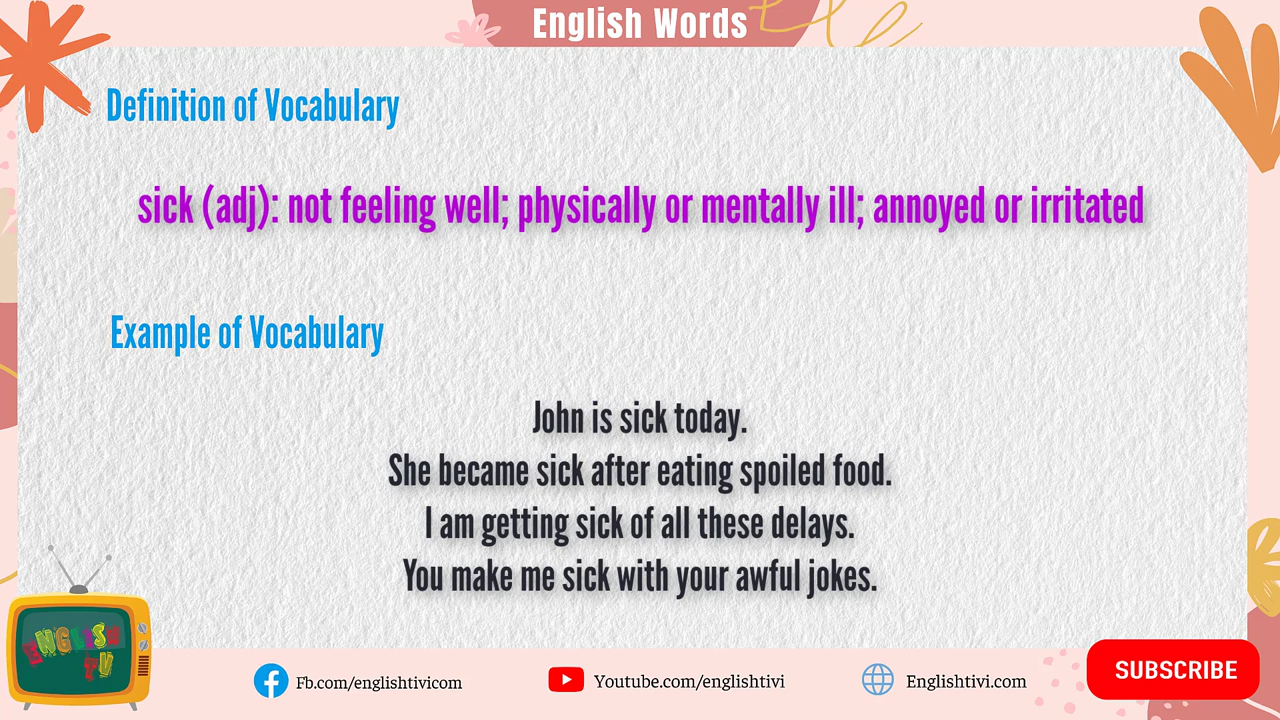 English Words
Definition of Vocabulary
sick (adj): not feeling well; physically or mentally ill; annoyed or irritated
Example of Vocabulary
John is sick today.
She became sick after eating spoiled food.
I am getting sick of all these delays.
You make me sick with your awful jokes.
ENGLISH
TV
Fb.com/englishtivicom
Youtube.com/englishtivi
Englishtivi.com
SUBSCRIBE